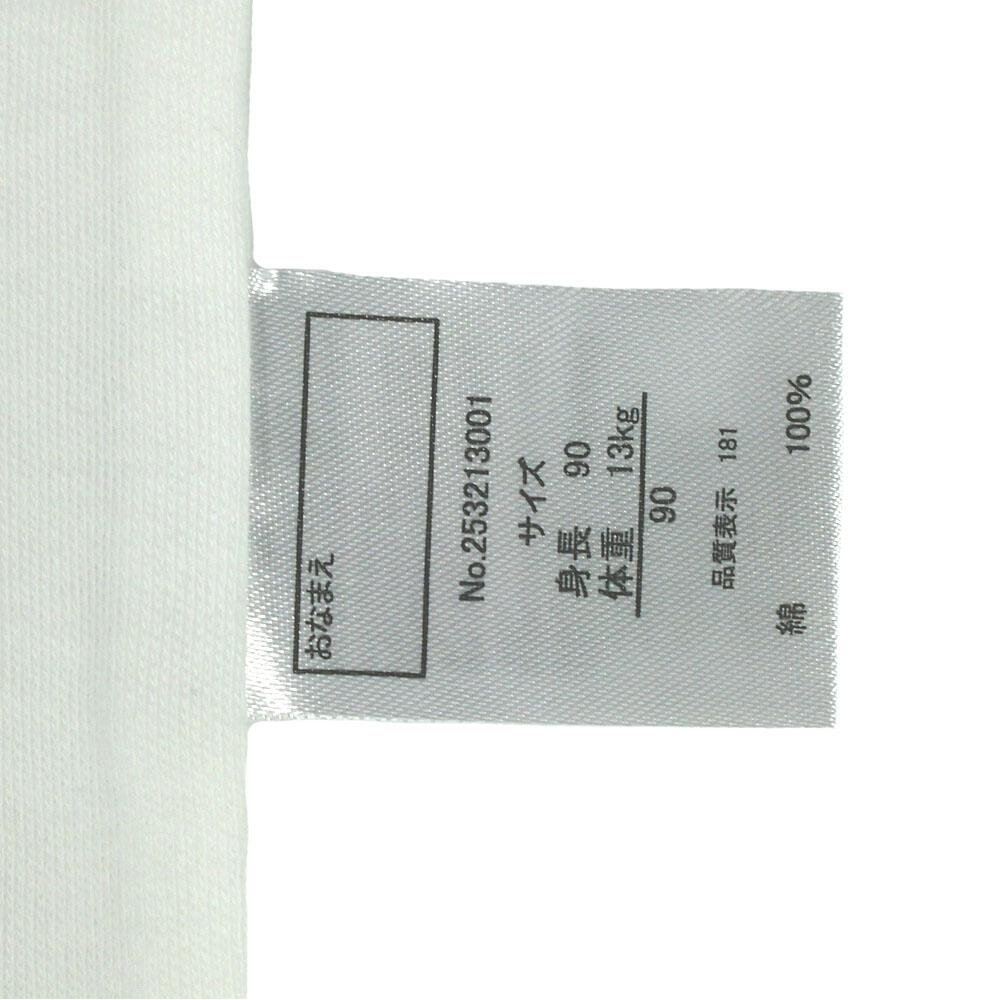 おなまえ
No.253213001
サイズ
身長 90
体重 13kg
90
品質表示 181
綿 100%